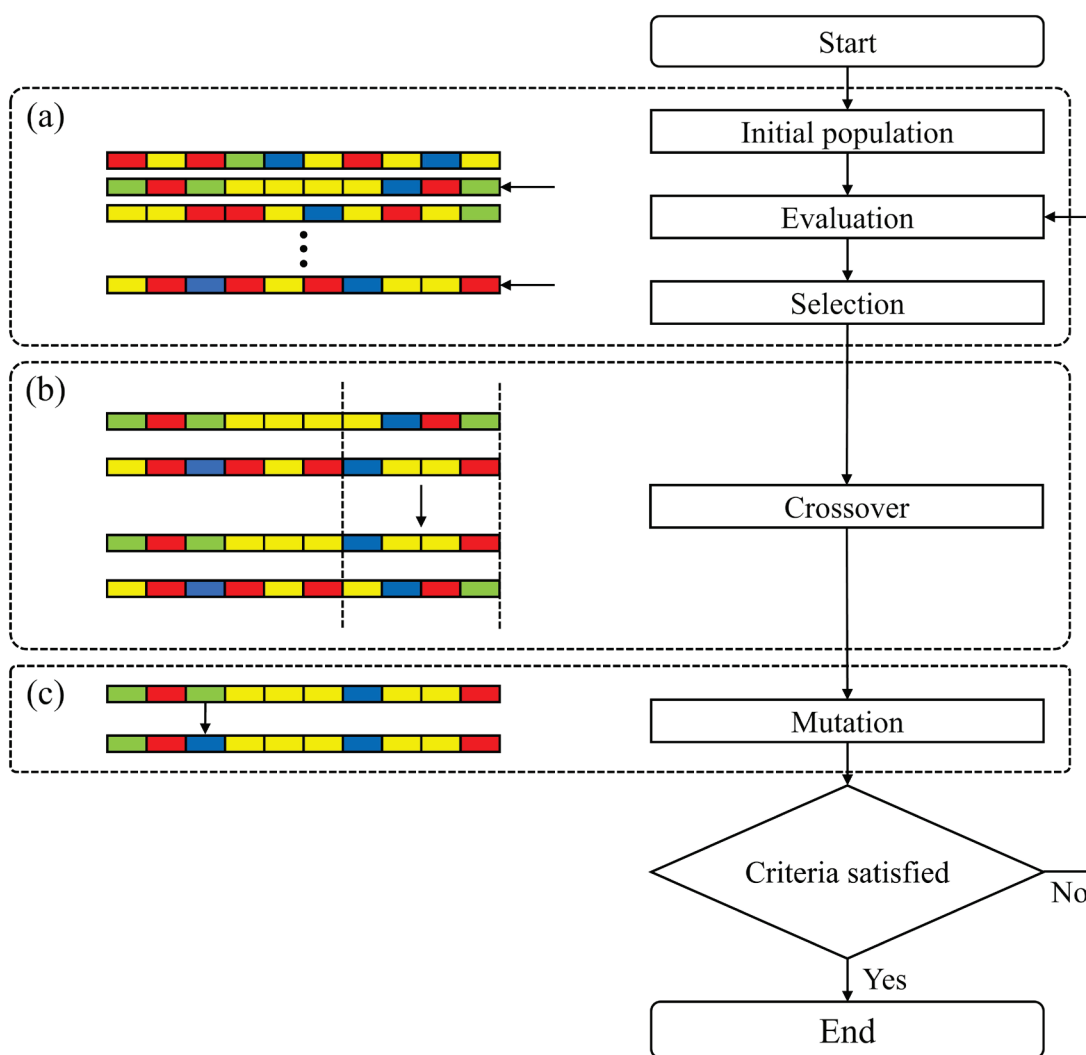 Start
(a)
Initial population
Evaluation
Selection
(b)
Crossover
(c)
Mutation
Criteria satisfied
No
Yes
End